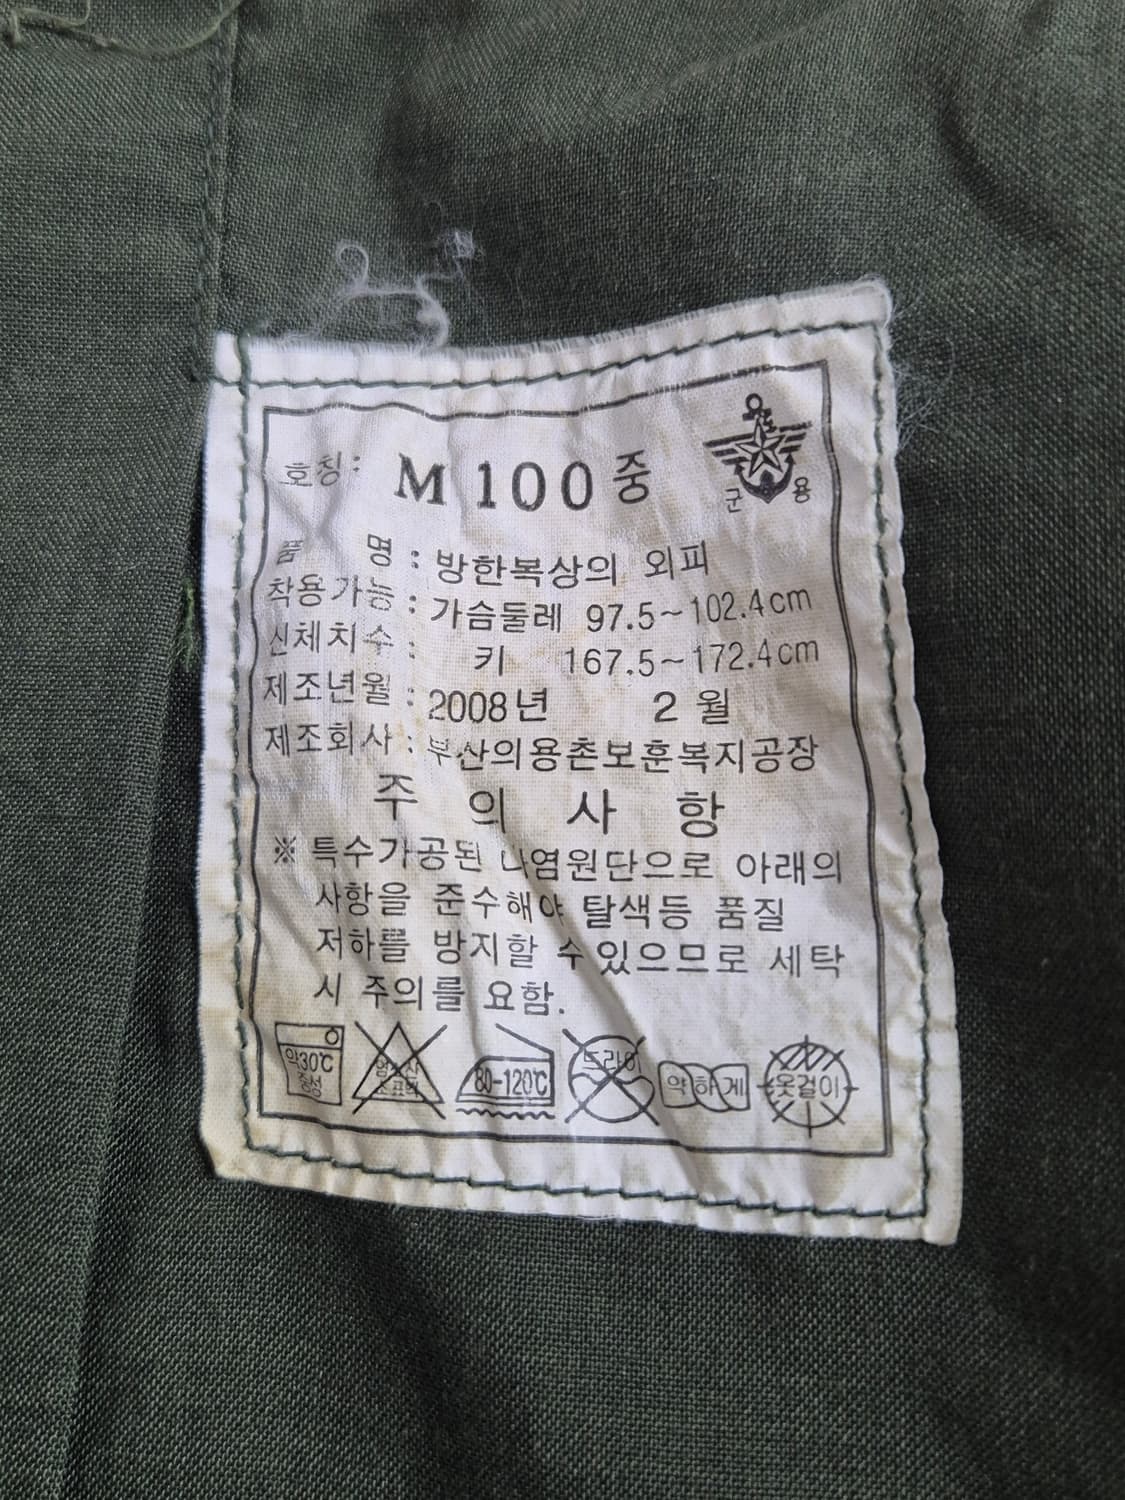 호칭: M 100 중
군 용
품 명 : 방한복상의 외피
착용가능 : 가슴둘레 97.5~102.4cm
신체치수 : 키 167.5~172.4cm
제조년월 : 2008년 2월
제조회사 : 부산의용촌보훈복지공장
주 의 사 항
※ 특수가공된 나염원단으로 아래의
사항을 준수해야 탈색등 품질
저하를 방지할 수 있으므로 세탁
시 주의를 요함.
약30℃ 중성
80-120℃
드라이
약하게
옷걸이